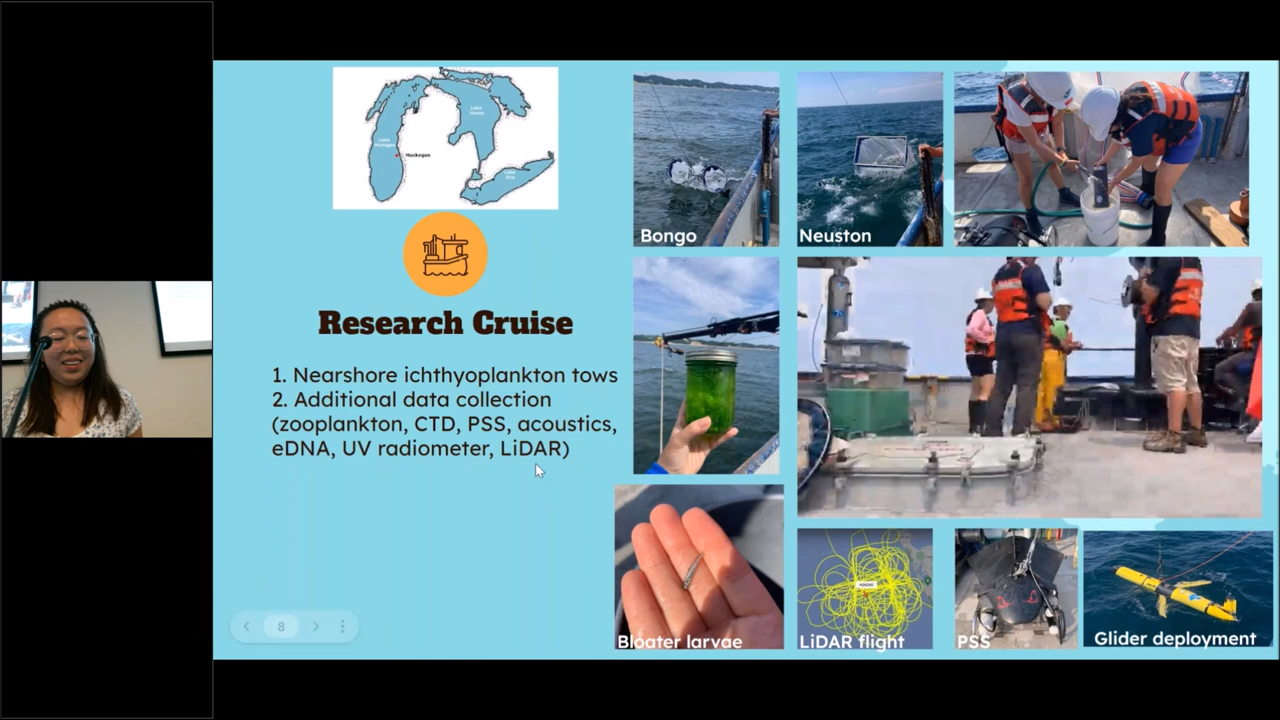 Lake Michigan
Lake Huron
Muskegon
Lake Erie
Research Cruise
1. Nearshore ichthyoplankton tows
2. Additional data collection
(zooplankton, CTD, PSS, acoustics,
eDNA, UV radiometer, LiDAR)
8
Bongo
Neuston
Bloater larvae
LiDAR flight
PSS
Glider deployment